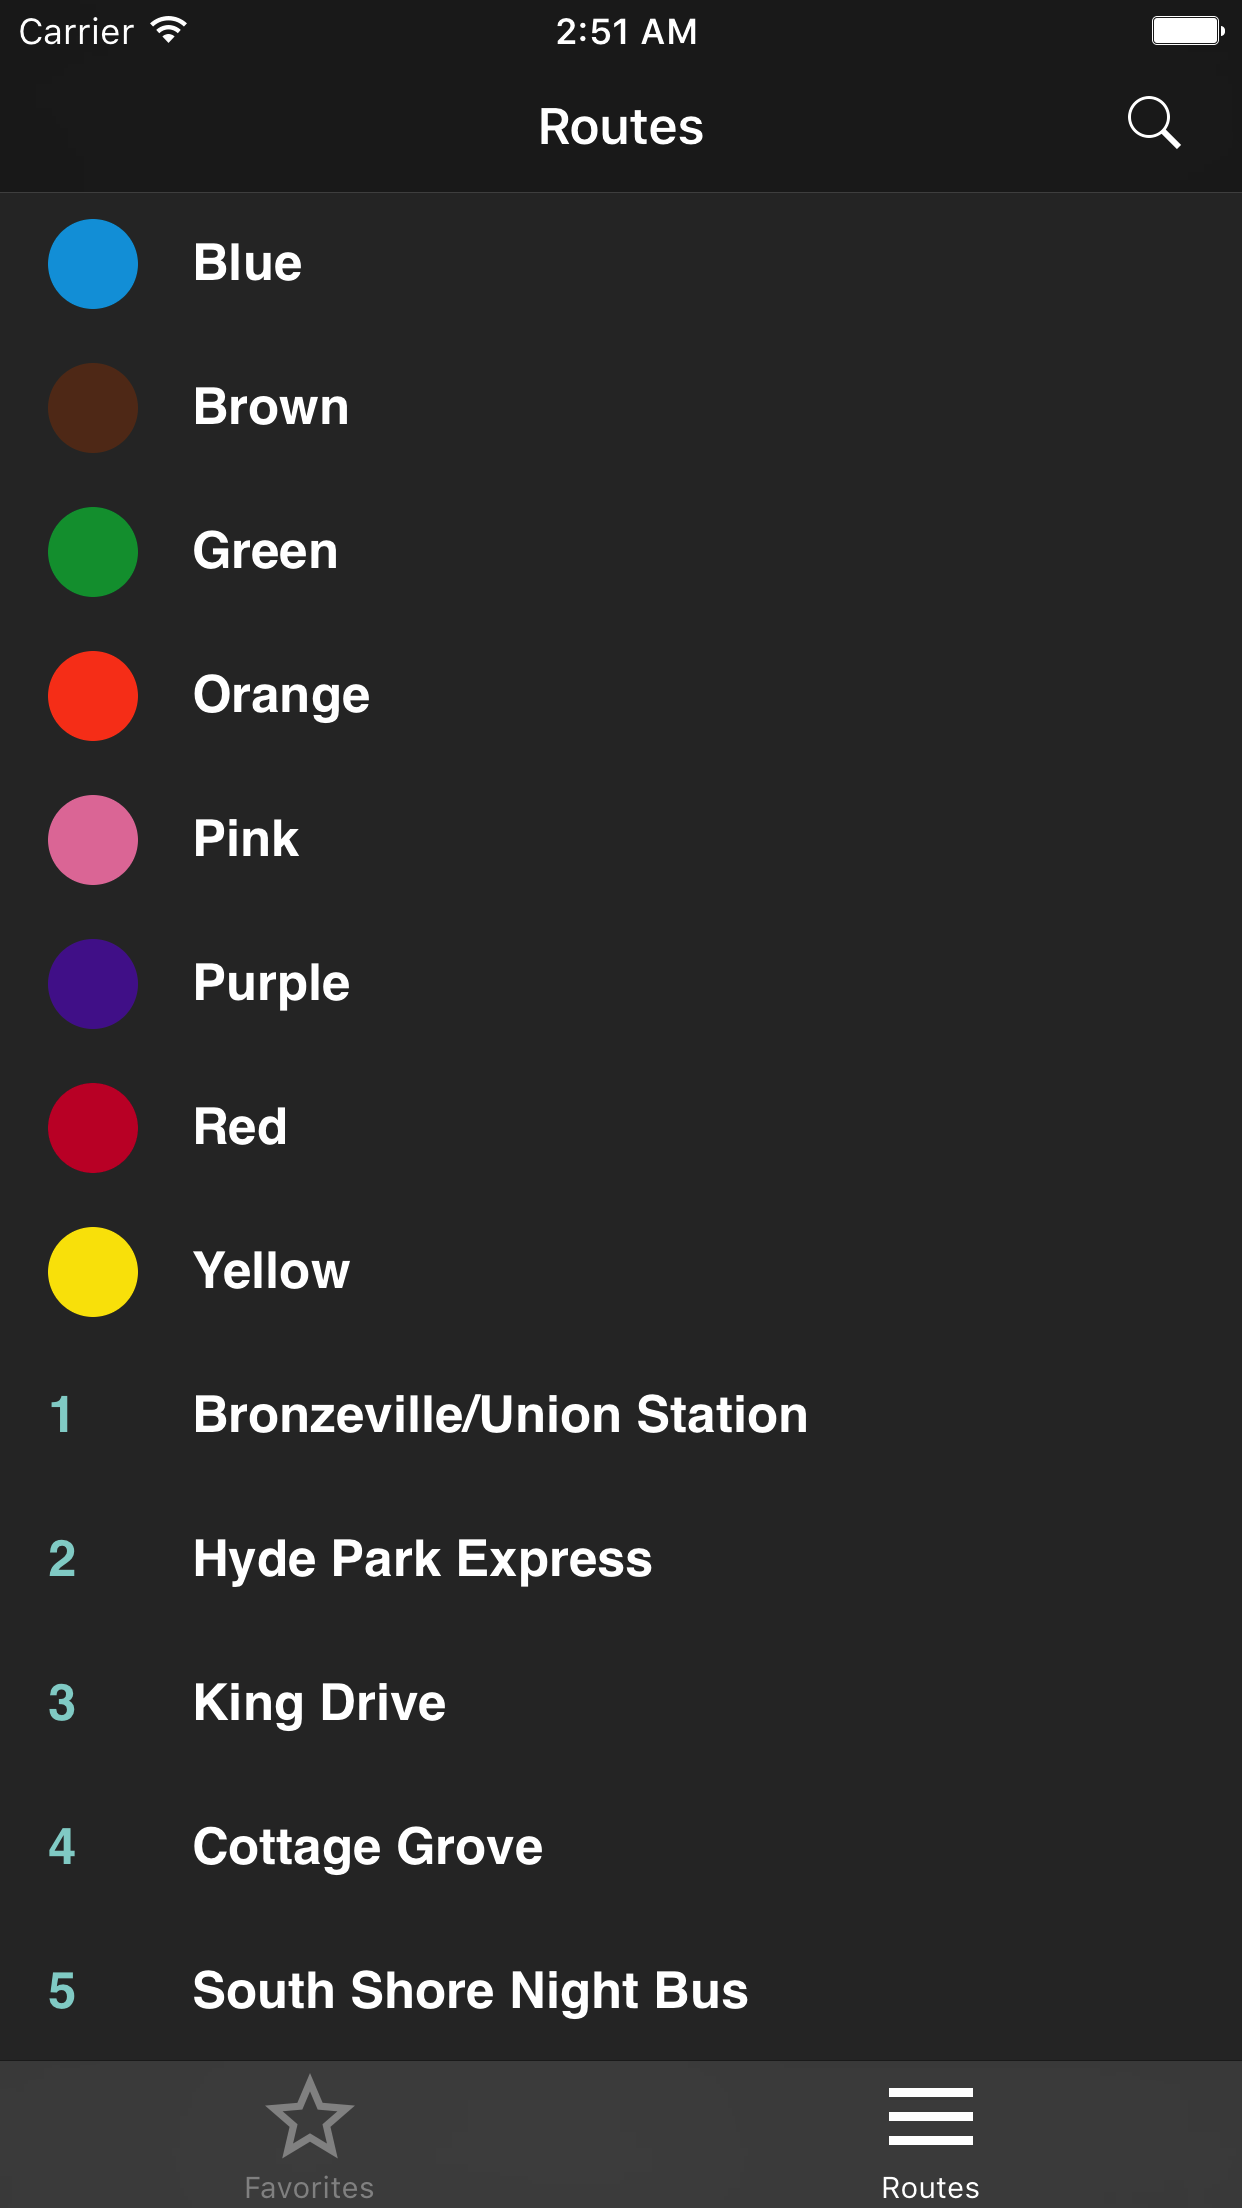 Carrier 2:51 AM
Routes
Blue
Brown
Green
Orange
Pink
Purple
Red
Yellow
1 Bronzeville/Union Station
2 Hyde Park Express
3 King Drive
4 Cottage Grove
5 South Shore Night Bus
Favorites Routes